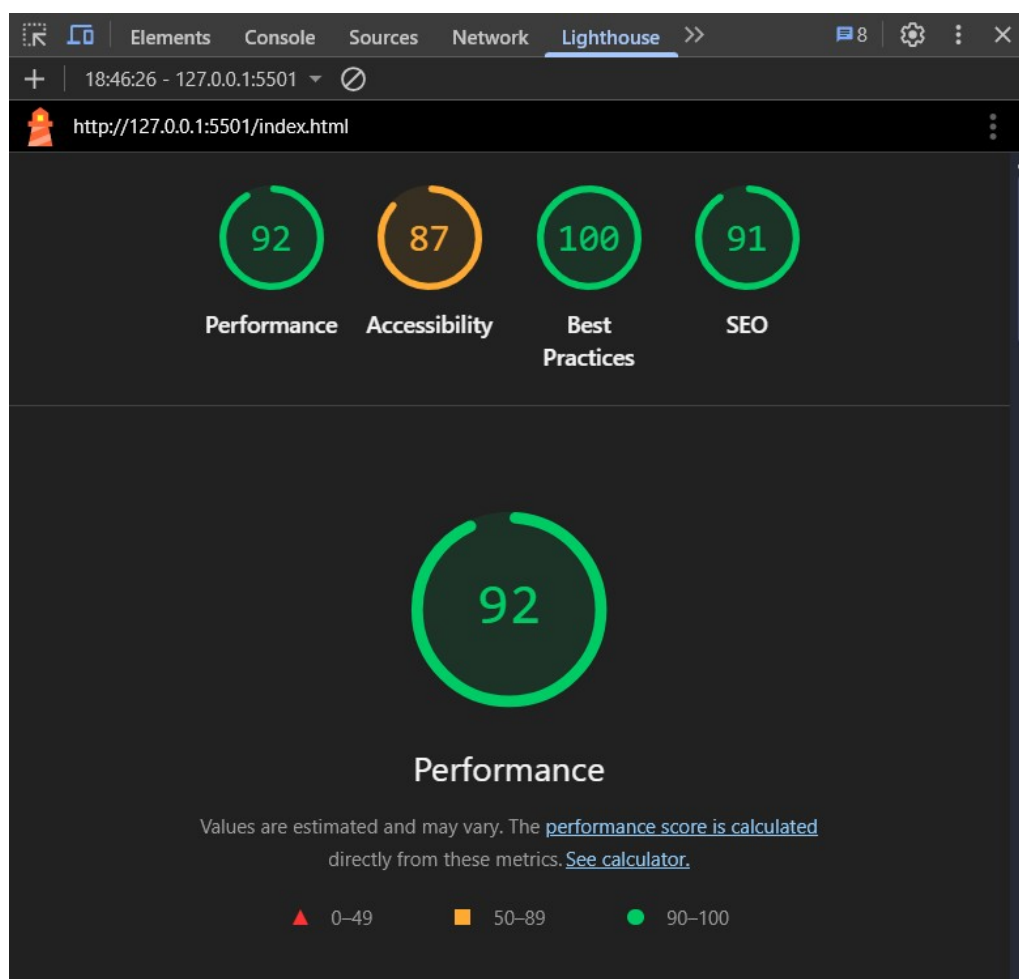 Elements Console Sources Network Lighthouse 8
18:46:26 - 127.0.0.1:5501
http://127.0.0.1:5501/index.html
92 87 100 91
Performance Accessibility Best Practices SEO
92
Performance
Values are estimated and may vary. The performance score is calculated
directly from these metrics. See calculator.
0–49 50–89 90–100